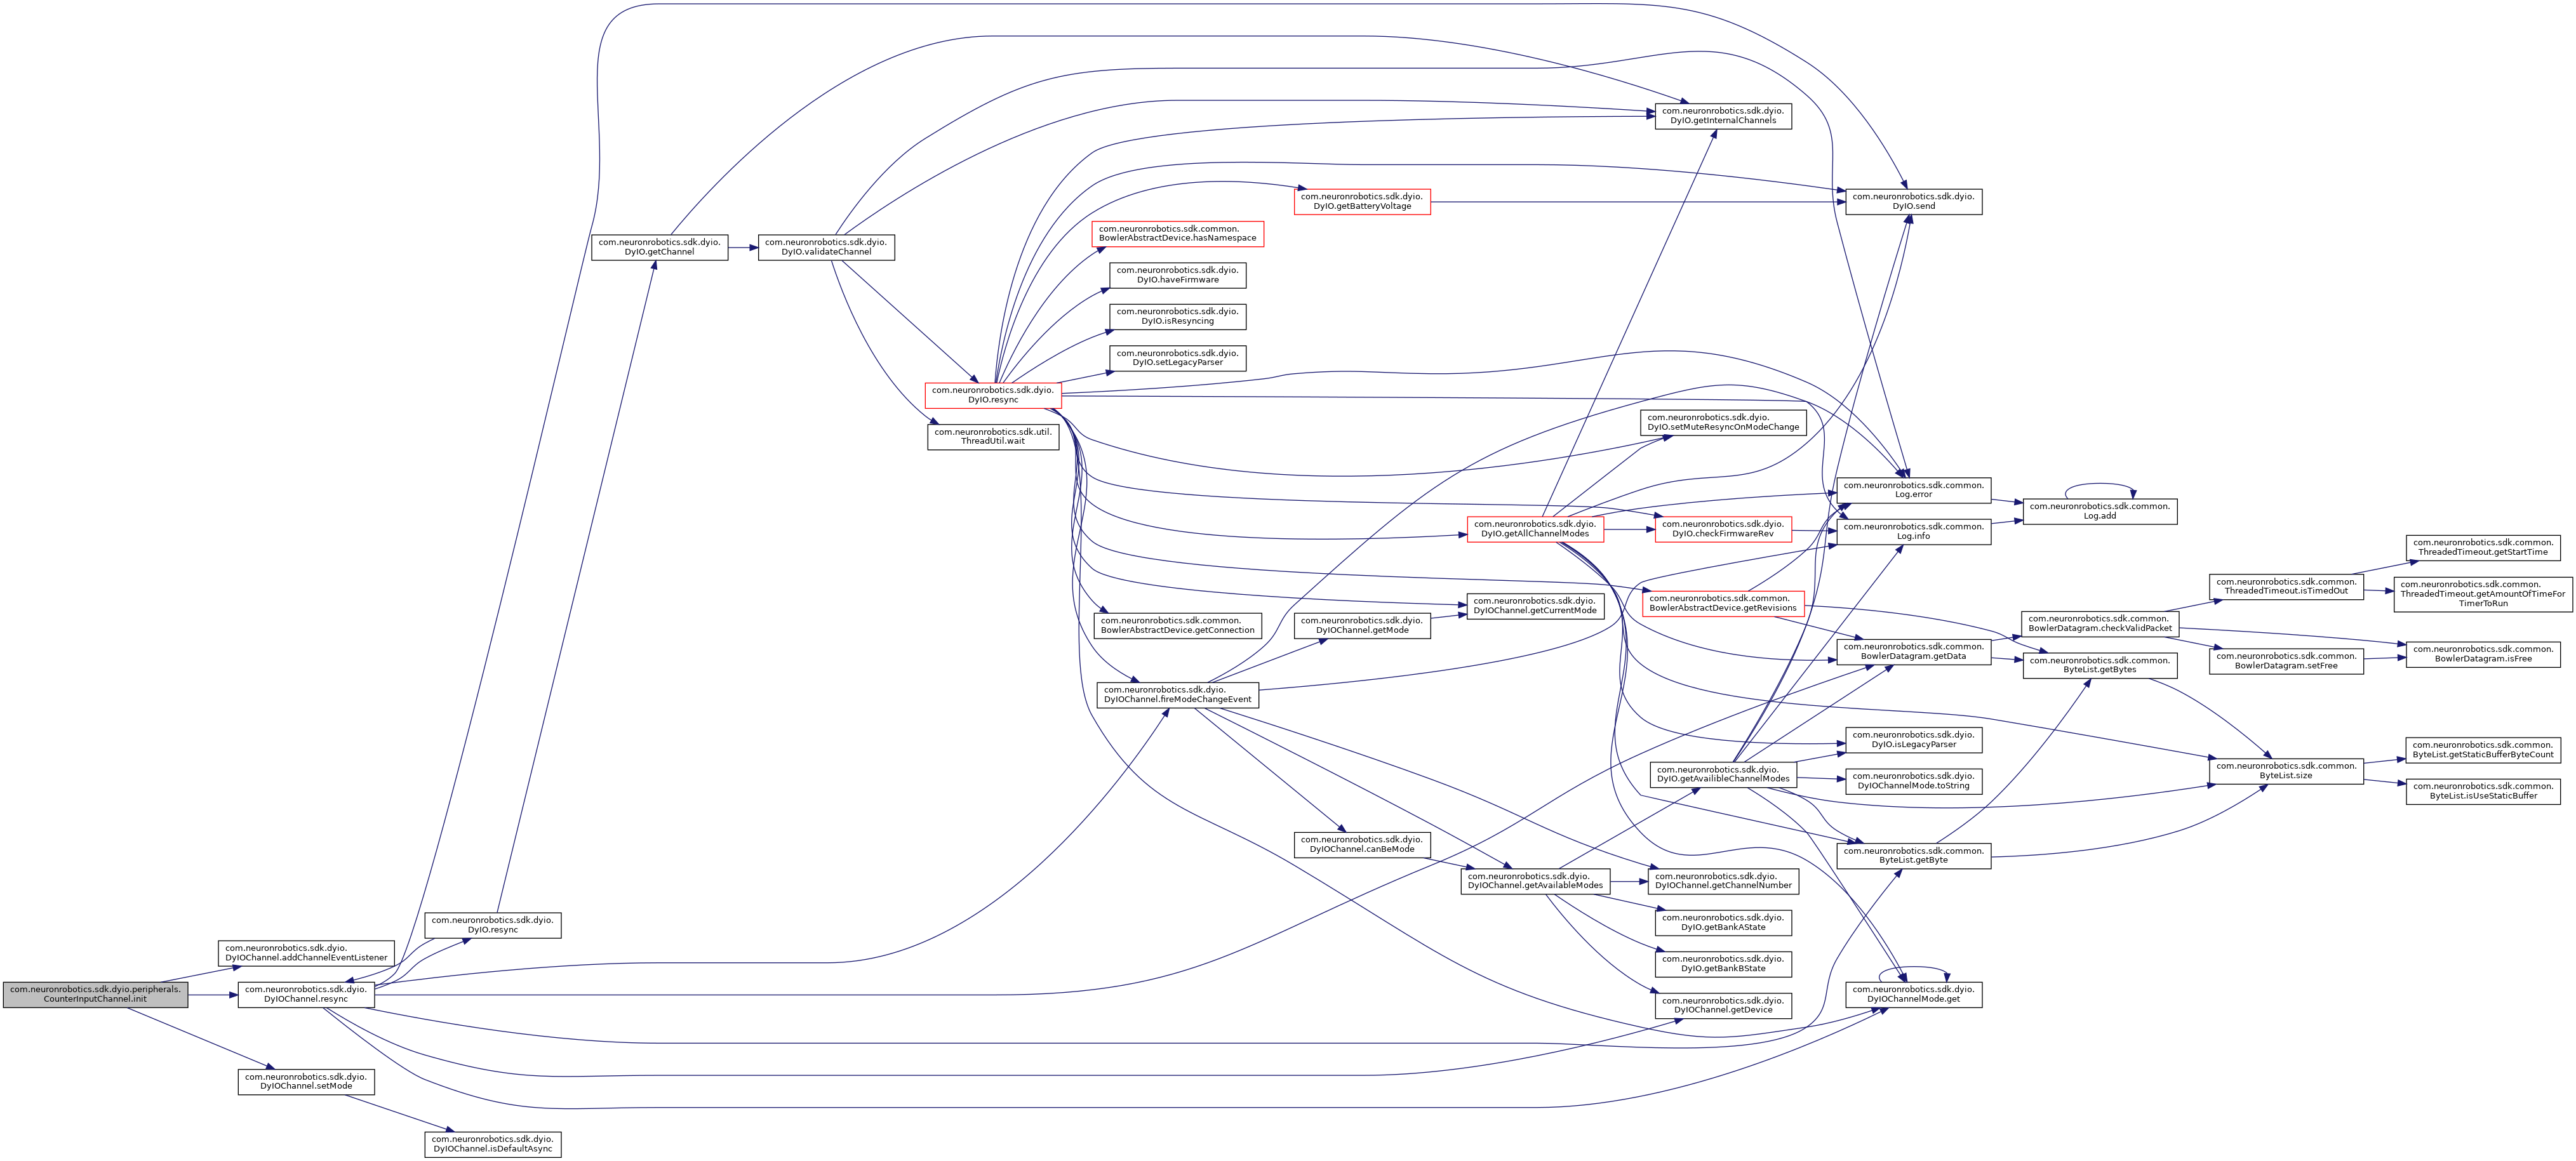 com.neuronrobotics.sdk.dyio.peripherals.
CounterInputChannel.init
com.neuronrobotics.sdk.dyio.
DyIOChannel.addChannelEventListener
com.neuronrobotics.sdk.dyio.
DyIOChannel.resync
com.neuronrobotics.sdk.dyio.
DyIOChannel.setMode
com.neuronrobotics.sdk.dyio.
DyIO.resync
com.neuronrobotics.sdk.dyio.
DyIOChannel.isDefaultAsync
com.neuronrobotics.sdk.dyio.
DyIO.getChannel
com.neuronrobotics.sdk.dyio.
DyIO.validateChannel
com.neuronrobotics.sdk.dyio.
DyIO.resync
com.neuronrobotics.sdk.util.
ThreadUtil.wait
com.neuronrobotics.sdk.common.
BowlerAbstractDevice.hasNamespace
com.neuronrobotics.sdk.dyio.
DyIO.haveFirmware
com.neuronrobotics.sdk.dyio.
DyIO.isResyncing
com.neuronrobotics.sdk.dyio.
DyIO.setLegacyParser
com.neuronrobotics.sdk.common.
BowlerAbstractDevice.getConnection
com.neuronrobotics.sdk.dyio.
DyIOChannel.fireModeChangeEvent
com.neuronrobotics.sdk.dyio.
DyIO.getBatteryVoltage
com.neuronrobotics.sdk.dyio.
DyIOChannel.getMode
com.neuronrobotics.sdk.dyio.
DyIOChannel.canBeMode
com.neuronrobotics.sdk.dyio.
DyIO.getAllChannelModes
com.neuronrobotics.sdk.dyio.
DyIOChannel.getCurrentMode
com.neuronrobotics.sdk.dyio.
DyIOChannel.getAvailableModes
com.neuronrobotics.sdk.dyio.
DyIO.getInternalChannels
com.neuronrobotics.sdk.dyio.
DyIO.setMuteResyncOnModeChange
com.neuronrobotics.sdk.dyio.
DyIO.checkFirmwareRev
com.neuronrobotics.sdk.common.
BowlerAbstractDevice.getRevisions
com.neuronrobotics.sdk.dyio.
DyIO.getAvailibleChannelModes
com.neuronrobotics.sdk.dyio.
DyIOChannel.getChannelNumber
com.neuronrobotics.sdk.dyio.
DyIO.getBankAState
com.neuronrobotics.sdk.dyio.
DyIO.getBankBState
com.neuronrobotics.sdk.dyio.
DyIOChannel.getDevice
com.neuronrobotics.sdk.dyio.
DyIO.send
com.neuronrobotics.sdk.common.
Log.error
com.neuronrobotics.sdk.common.
Log.info
com.neuronrobotics.sdk.common.
BowlerDatagram.getData
com.neuronrobotics.sdk.dyio.
DyIO.isLegacyParser
com.neuronrobotics.sdk.dyio.
DyIOChannelMode.toString
com.neuronrobotics.sdk.common.
ByteList.getByte
com.neuronrobotics.sdk.dyio.
DyIOChannelMode.get
com.neuronrobotics.sdk.common.
Log.add
com.neuronrobotics.sdk.common.
BowlerDatagram.checkValidPacket
com.neuronrobotics.sdk.common.
ByteList.getBytes
com.neuronrobotics.sdk.common.
ThreadedTimeout.isTimedOut
com.neuronrobotics.sdk.common.
BowlerDatagram.setFree
com.neuronrobotics.sdk.common.
ByteList.size
com.neuronrobotics.sdk.common.
ThreadedTimeout.getStartTime
com.neuronrobotics.sdk.common.
ThreadedTimeout.getAmountOfTimeFor
TimerToRun
com.neuronrobotics.sdk.common.
BowlerDatagram.isFree
com.neuronrobotics.sdk.common.
ByteList.getStaticBufferByteCount
com.neuronrobotics.sdk.common.
ByteList.isUseStaticBuffer